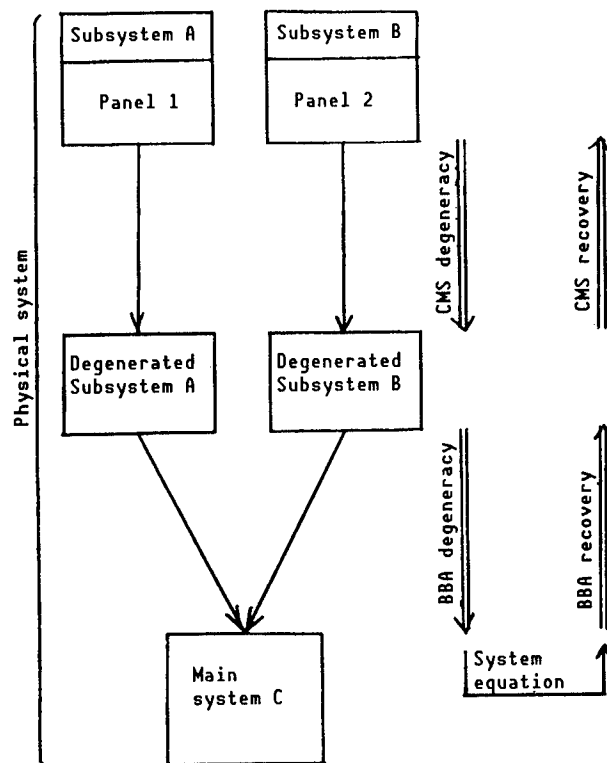 Subsystem A
Panel 1
Subsystem B
Panel 2
Physical system
CMS degeneracy
CMS recovery
Degenerated
Subsystem A
Degenerated
Subsystem B
BBA degeneracy
BBA recovery
Main
system C
System
equation